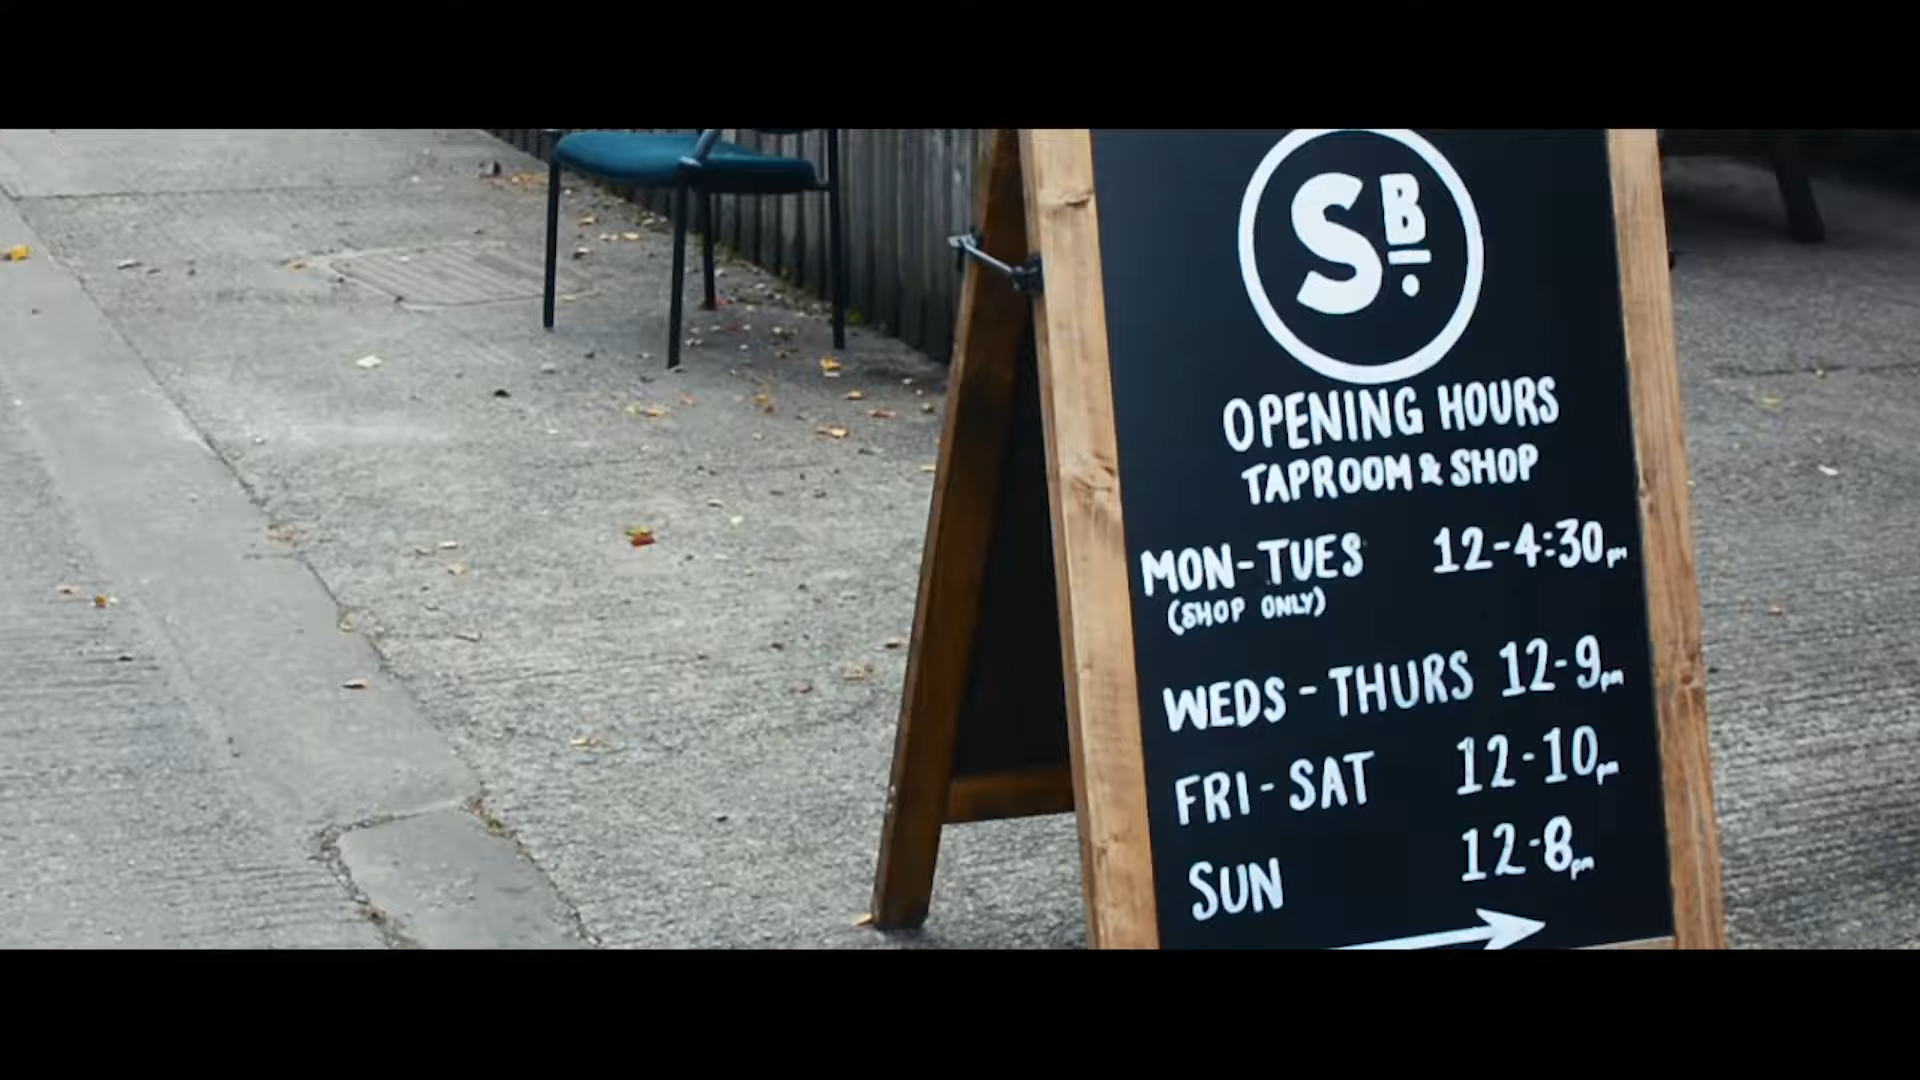 SB.
OPENING HOURS
TAPROOM & SHOP
MON-TUES 12-4:30pm
(SHOP ONLY)
WEDS-THURS 12-9pm
FRI-SAT 12-10pm
SUN 12-8pm